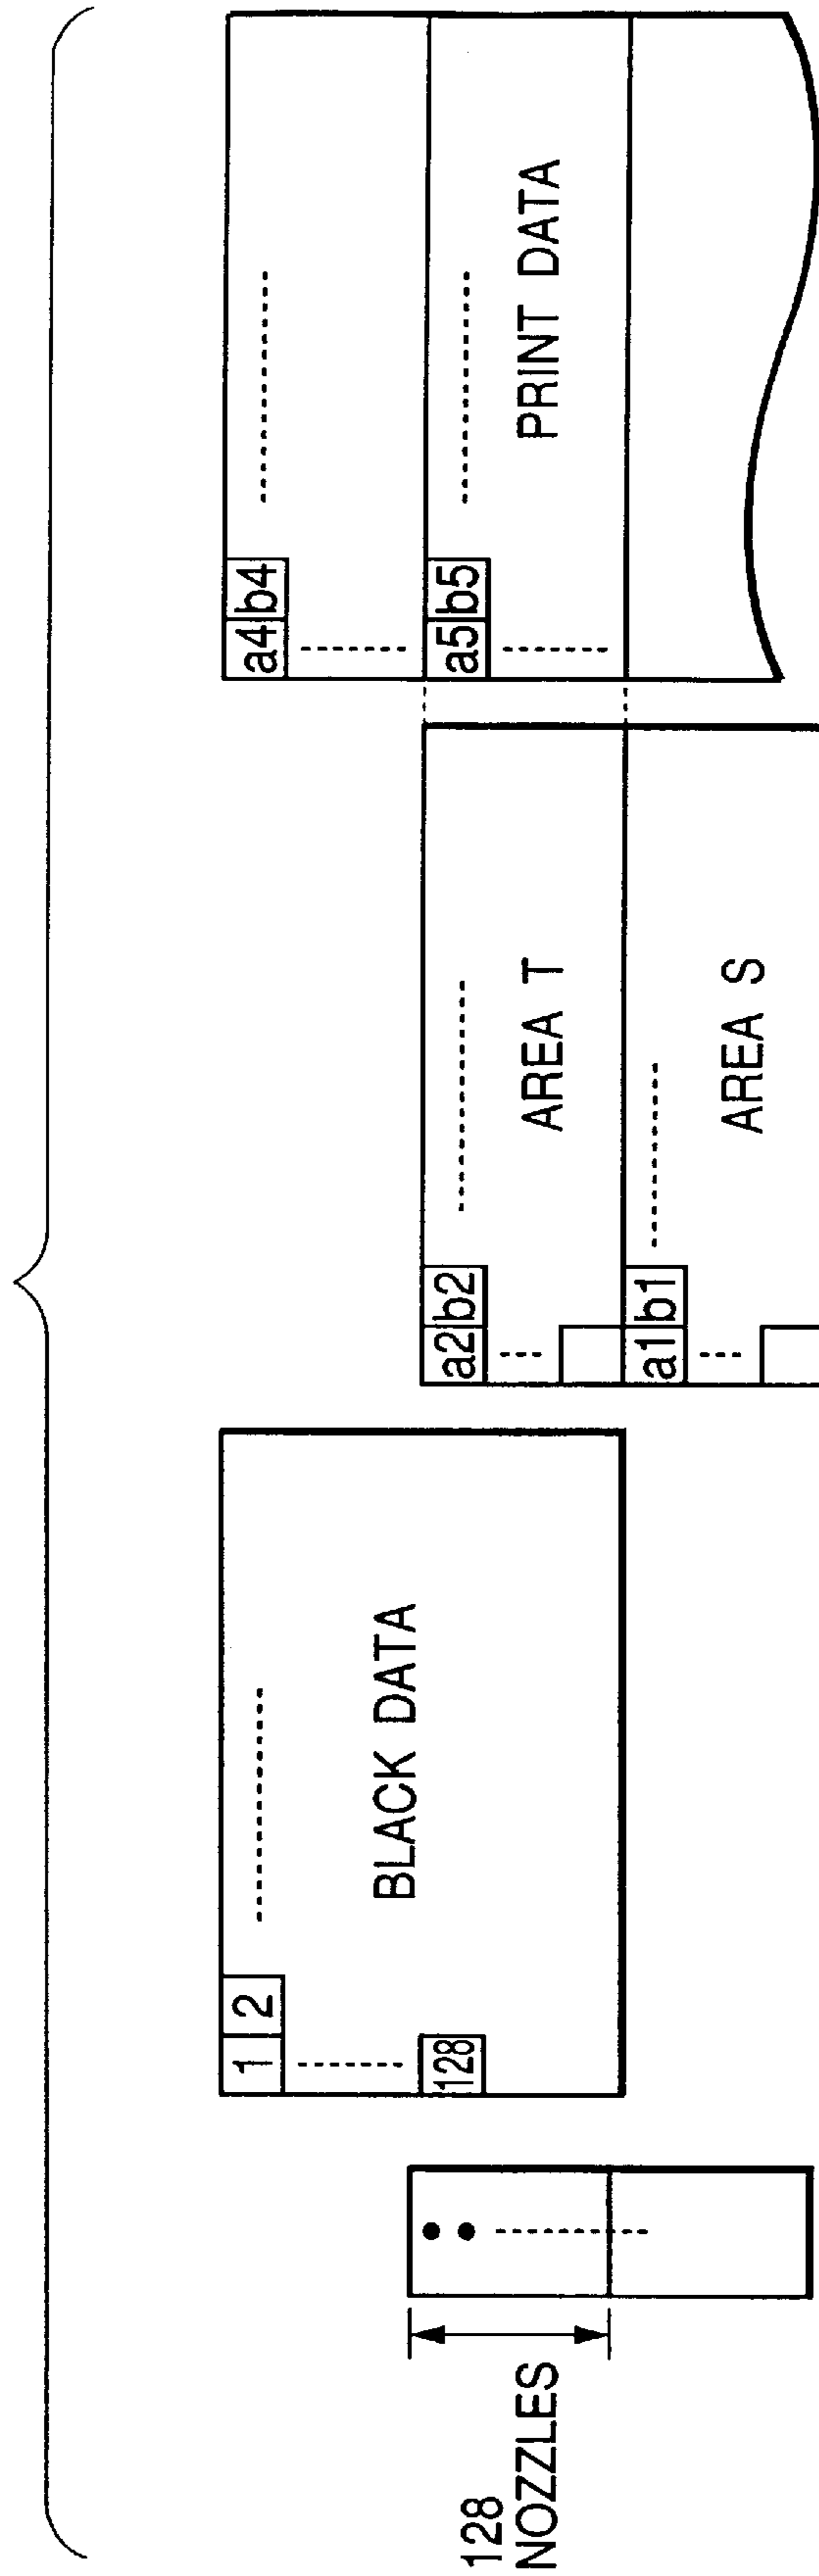 128
NOZZLES
1 2
128
BLACK DATA
a2 b2
AREA T
a1 b1
AREA S
a4 b4
a5 b5
PRINT DATA